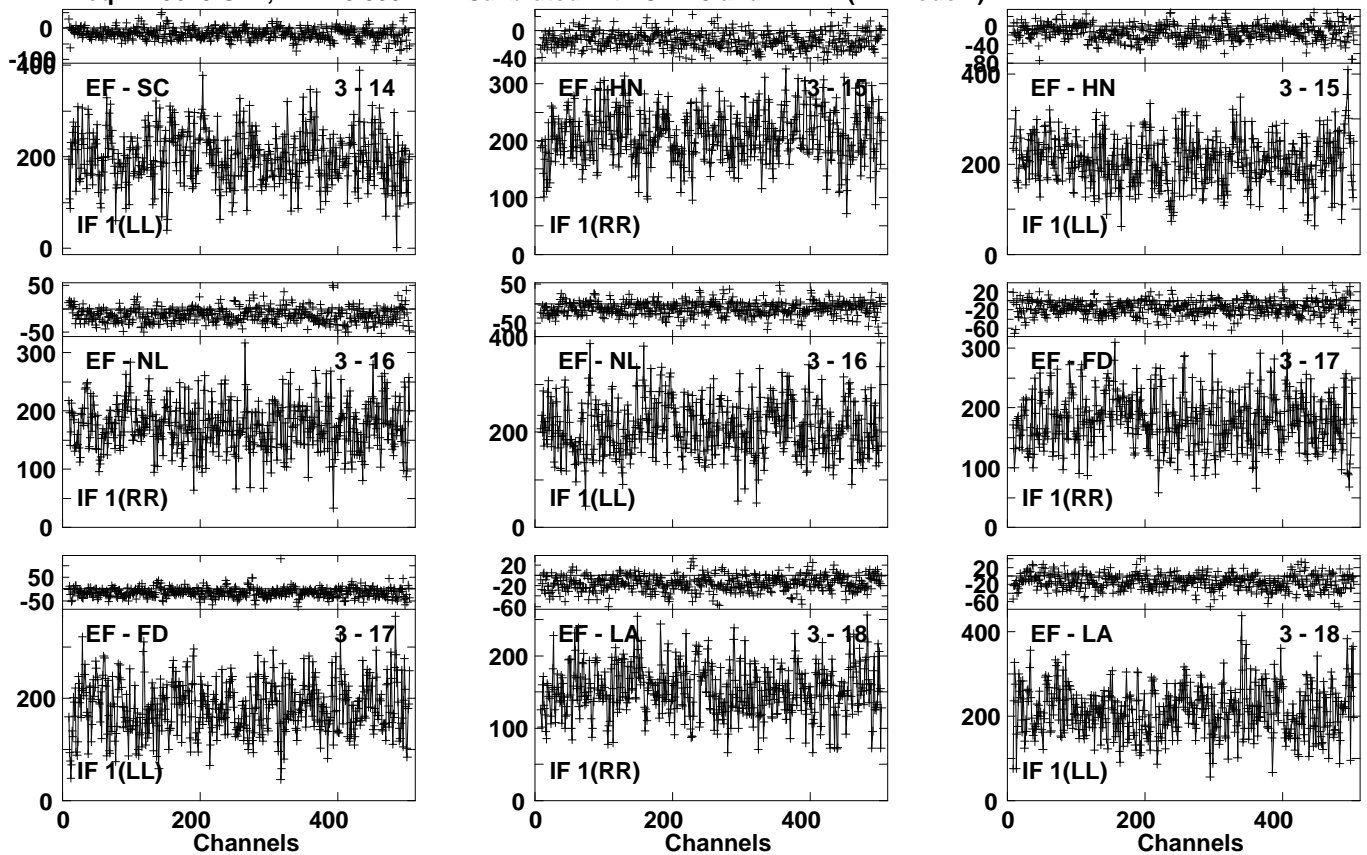 0
-100
400
EF - SC 3 - 14
200
IF 1(LL)
0
0
-40
300
EF - HN 3 - 15
200
100
IF 1(RR)
0
0
-40
-80
400
EF - HN 3 - 15
200
IF 1(LL)
0
50
-50
300
EF - NL 3 - 16
200
100
IF 1(RR)
0
50
-50
400
EF - NL 3 - 16
200
IF 1(LL)
0
20
-20
-60
300
EF - FD 3 - 17
200
100
IF 1(RR)
0
50
-50
EF - FD 3 - 17
200
IF 1(LL)
0
0 200 400
Channels
20
-20
-60
EF - LA 3 - 18
200
100
IF 1(RR)
0
0 200 400
Channels
20
-20
-60
400
EF - LA 3 - 18
200
IF 1(LL)
0
0 200 400
Channels